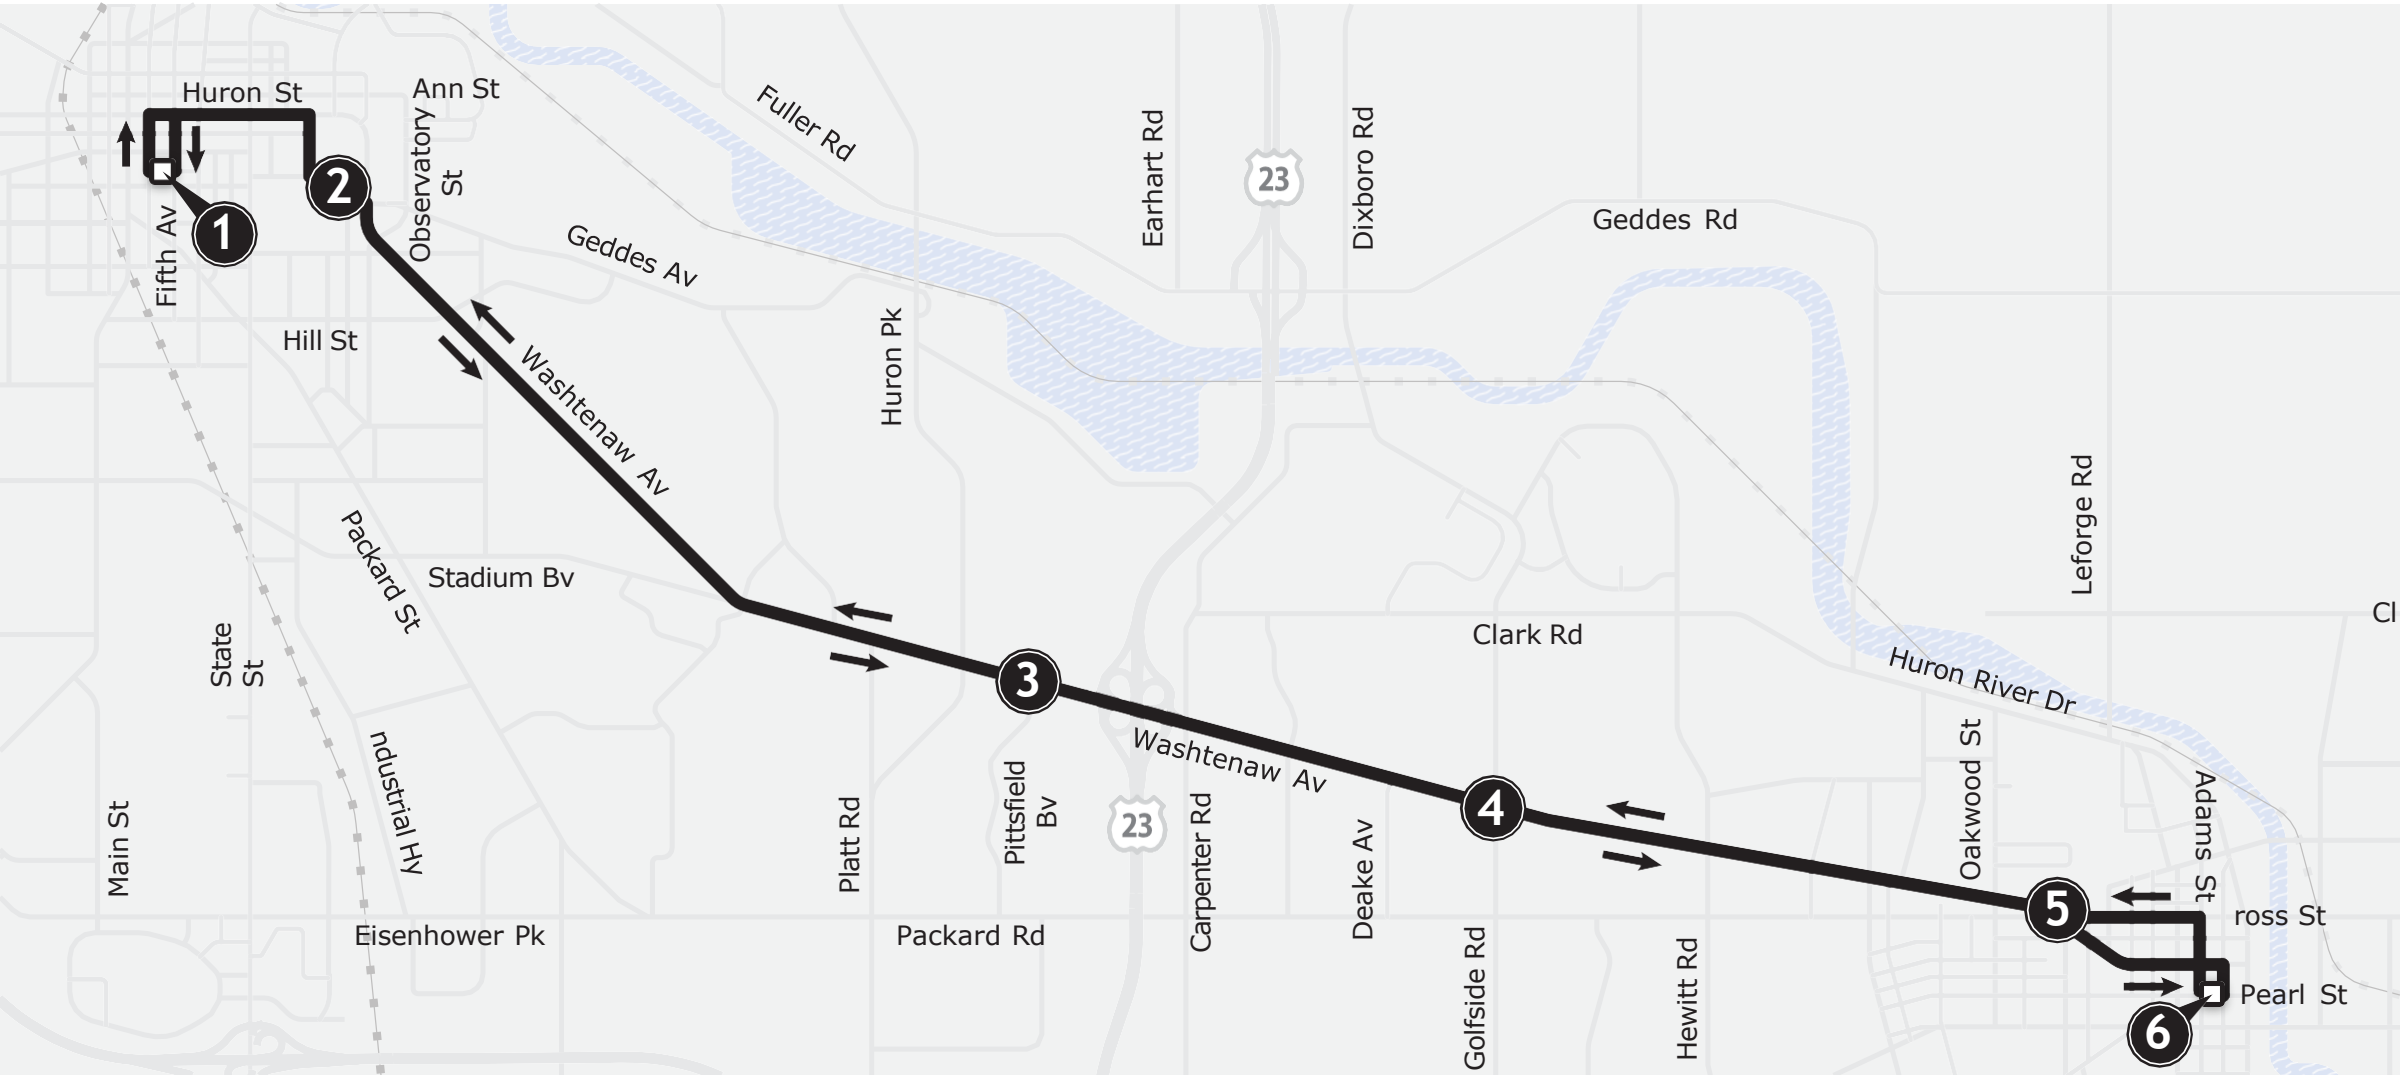 Huron St
Ann St
Observatory
St
Fuller Rd
Earhart Rd
23
Dixboro Rd
Geddes Rd
2
1
Fifth Av
Geddes Av
Hill St
Huron Pk
Washtenaw Av
Leforge Rd
Packard St
Stadium Bv
State
St
Clark Rd
Cl
Huron River Dr
3
Washtenaw Av
Oakwood St
Adams St
ndustrial Hy
Main St
Platt Rd
Pittsfield
Bv
23
Carpenter Rd
Deake Av
4
5
ross St
Eisenhower Pk
Packard Rd
Golfside Rd
Hewitt Rd
Pearl St
6